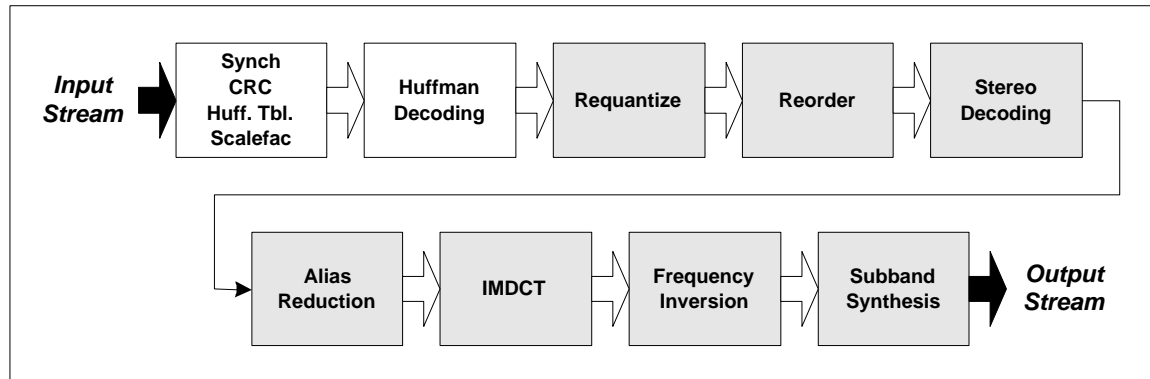 Input
Stream
Synch
CRC
Huff. Tbl.
Scalefac
Huffman
Decoding
Requantize
Reorder
Stereo
Decoding
Alias
Reduction
IMDCT
Frequency
Inversion
Subband
Synthesis
Output
Stream